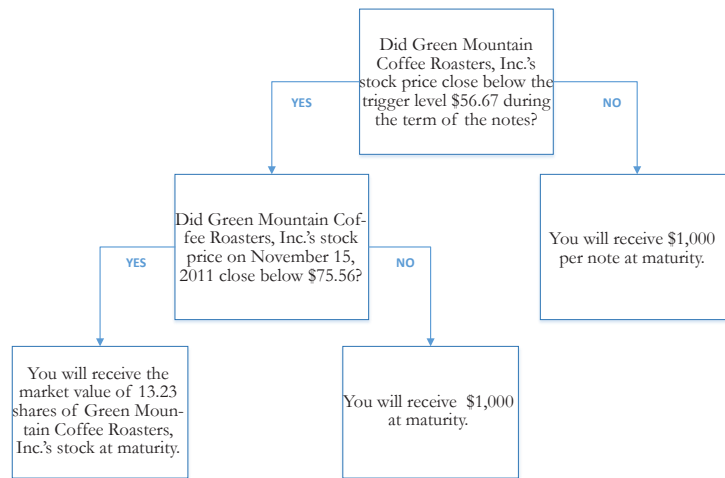 Did Green Mountain
Coffee Roasters, Inc.'s
stock price close below the
trigger level $56.67 during
the term of the notes?
YES
NO
Did Green Mountain Cof-
fee Roasters, Inc.'s stock
price on November 15,
2011 close below $75.56?
You will receive $1,000
per note at maturity.
YES
NO
You will receive the
market value of 13.23
shares of Green Moun-
tain Coffee Roasters,
Inc.'s stock at maturity.
You will receive $1,000
at maturity.